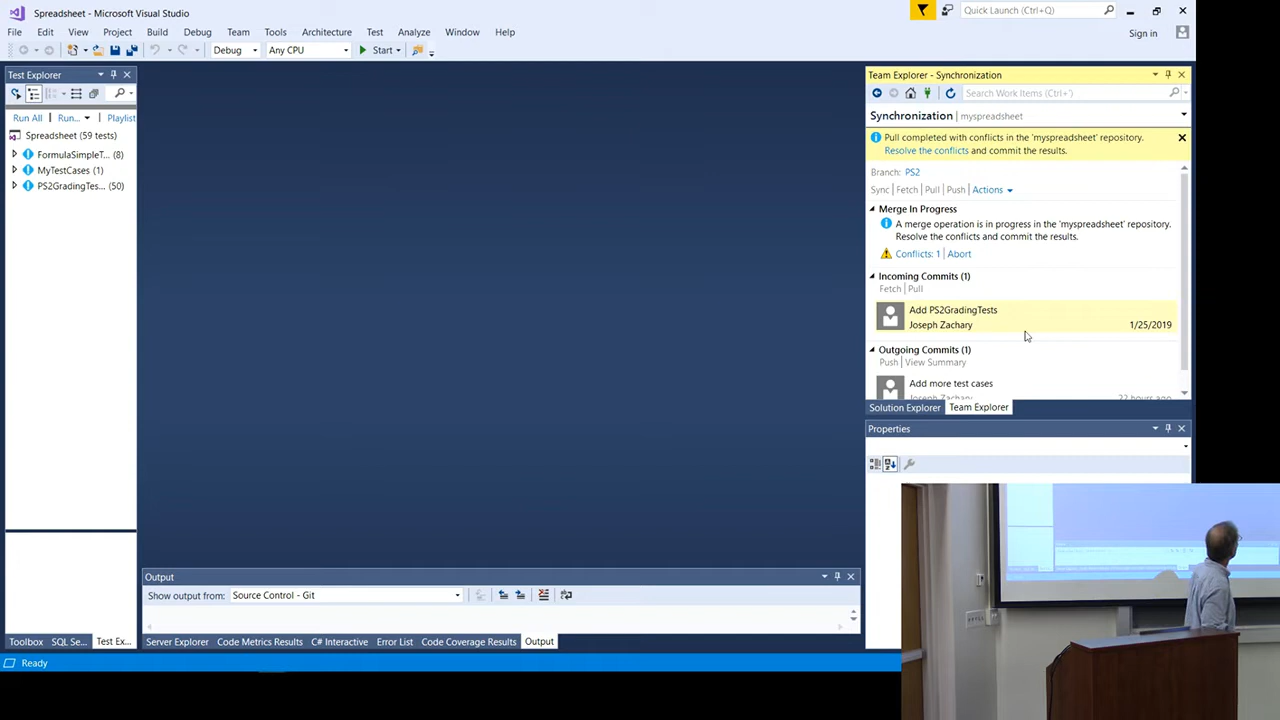 Spreadsheet - Microsoft Visual Studio
Quick Launch (Ctrl+Q)
File Edit View Project Build Debug Team Tools Architecture Test Analyze Window Help
Sign in
Debug Any CPU Start
Test Explorer
Run All Run... Playlist
Spreadsheet (59 tests)
FormulaSimpleT... (8)
MyTestCases (1)
PS2GradingTes... (50)
Team Explorer - Synchronization
Search Work Items (Ctrl+')
Synchronization | myspreadsheet
Pull completed with conflicts in the 'myspreadsheet' repository.
Resolve the conflicts and commit the results.
Branch: PS2
Sync | Fetch | Pull | Push | Actions
Merge In Progress
A merge operation is in progress in the 'myspreadsheet' repository.
Resolve the conflicts and commit the results.
Conflicts: 1 | Abort
Incoming Commits (1)
Fetch | Pull
Add PS2GradingTests
Joseph Zachary 1/25/2019
Outgoing Commits (1)
Push | View Summary
Add more test cases
Joseph Zachary 22 hours ago
Solution Explorer Team Explorer
Properties
Output
Show output from: Source Control - Git
Toolbox SQL Se... Test Ex... Server Explorer Code Metrics Results C# Interactive Error List Code Coverage Results Output
Ready